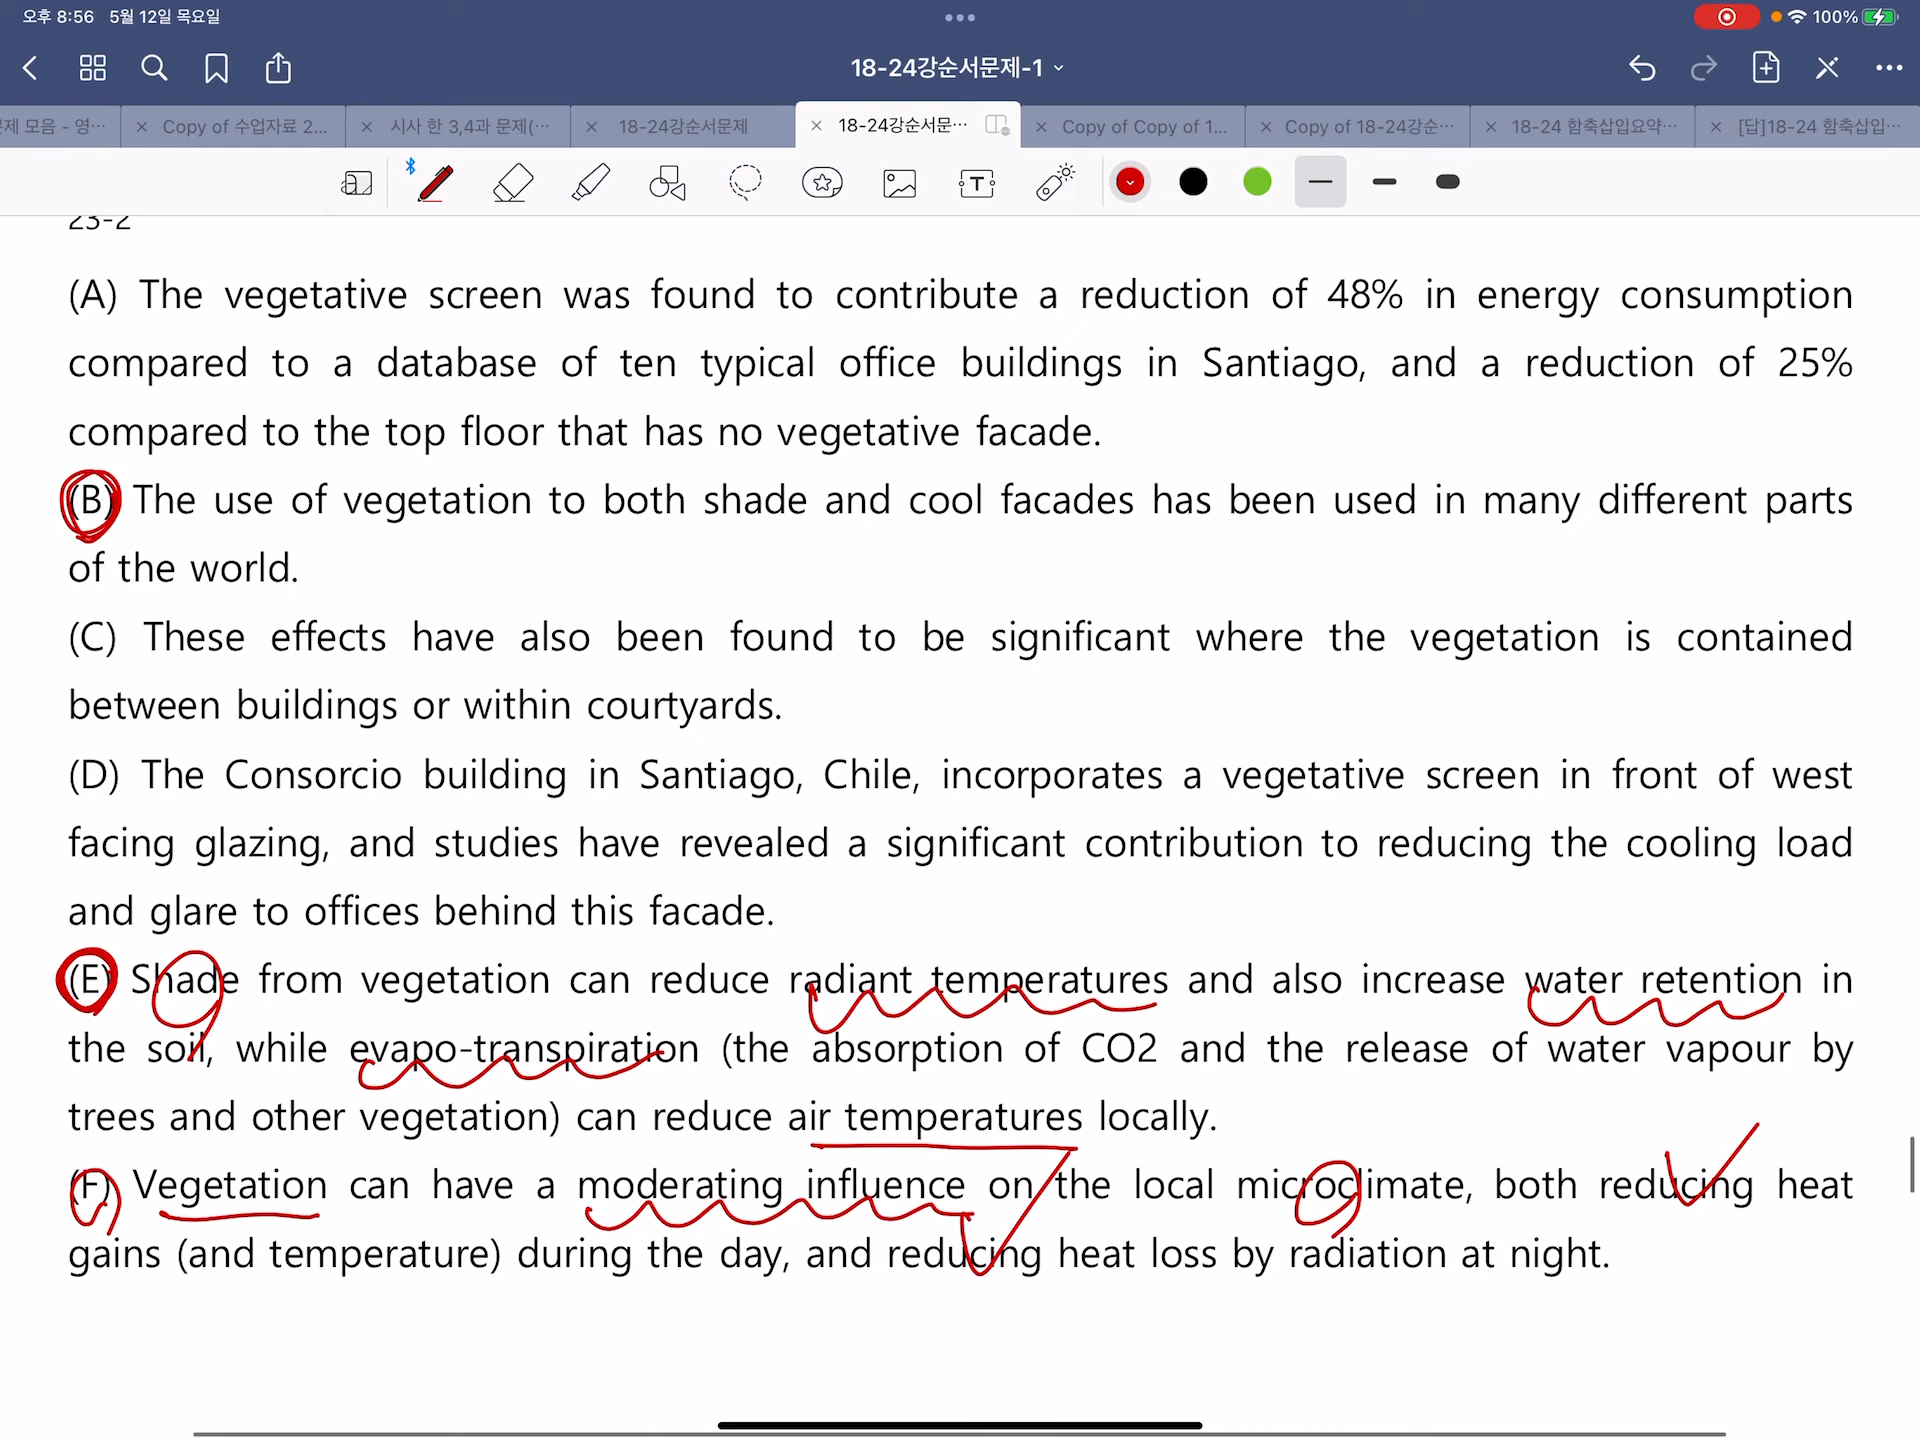 오후 8:56 5월 12일 목요일
100%
18-24강순서문제-1
제 모음 - 영…
Copy of 수업자료 2…
시사 한 3,4과 문제(…
18-24강순서문제
18-24강순서문…
Copy of Copy of 1…
Copy of 18-24강순…
18-24 함축삽입요약…
[답]18-24 함축삽입…
23-2
(A) The vegetative screen was found to contribute a reduction of 48% in energy consumption
compared to a database of ten typical office buildings in Santiago, and a reduction of 25%
compared to the top floor that has no vegetative facade.
(B) The use of vegetation to both shade and cool facades has been used in many different parts
of the world.
(C) These effects have also been found to be significant where the vegetation is contained
between buildings or within courtyards.
(D) The Consorcio building in Santiago, Chile, incorporates a vegetative screen in front of west
facing glazing, and studies have revealed a significant contribution to reducing the cooling load
and glare to offices behind this facade.
(E) Shade from vegetation can reduce radiant temperatures and also increase water retention in
the soil, while evapo-transpiration (the absorption of CO2 and the release of water vapour by
trees and other vegetation) can reduce air temperatures locally.
(F) Vegetation can have a moderating influence on the local microclimate, both reducing heat
gains (and temperature) during the day, and reducing heat loss by radiation at night.